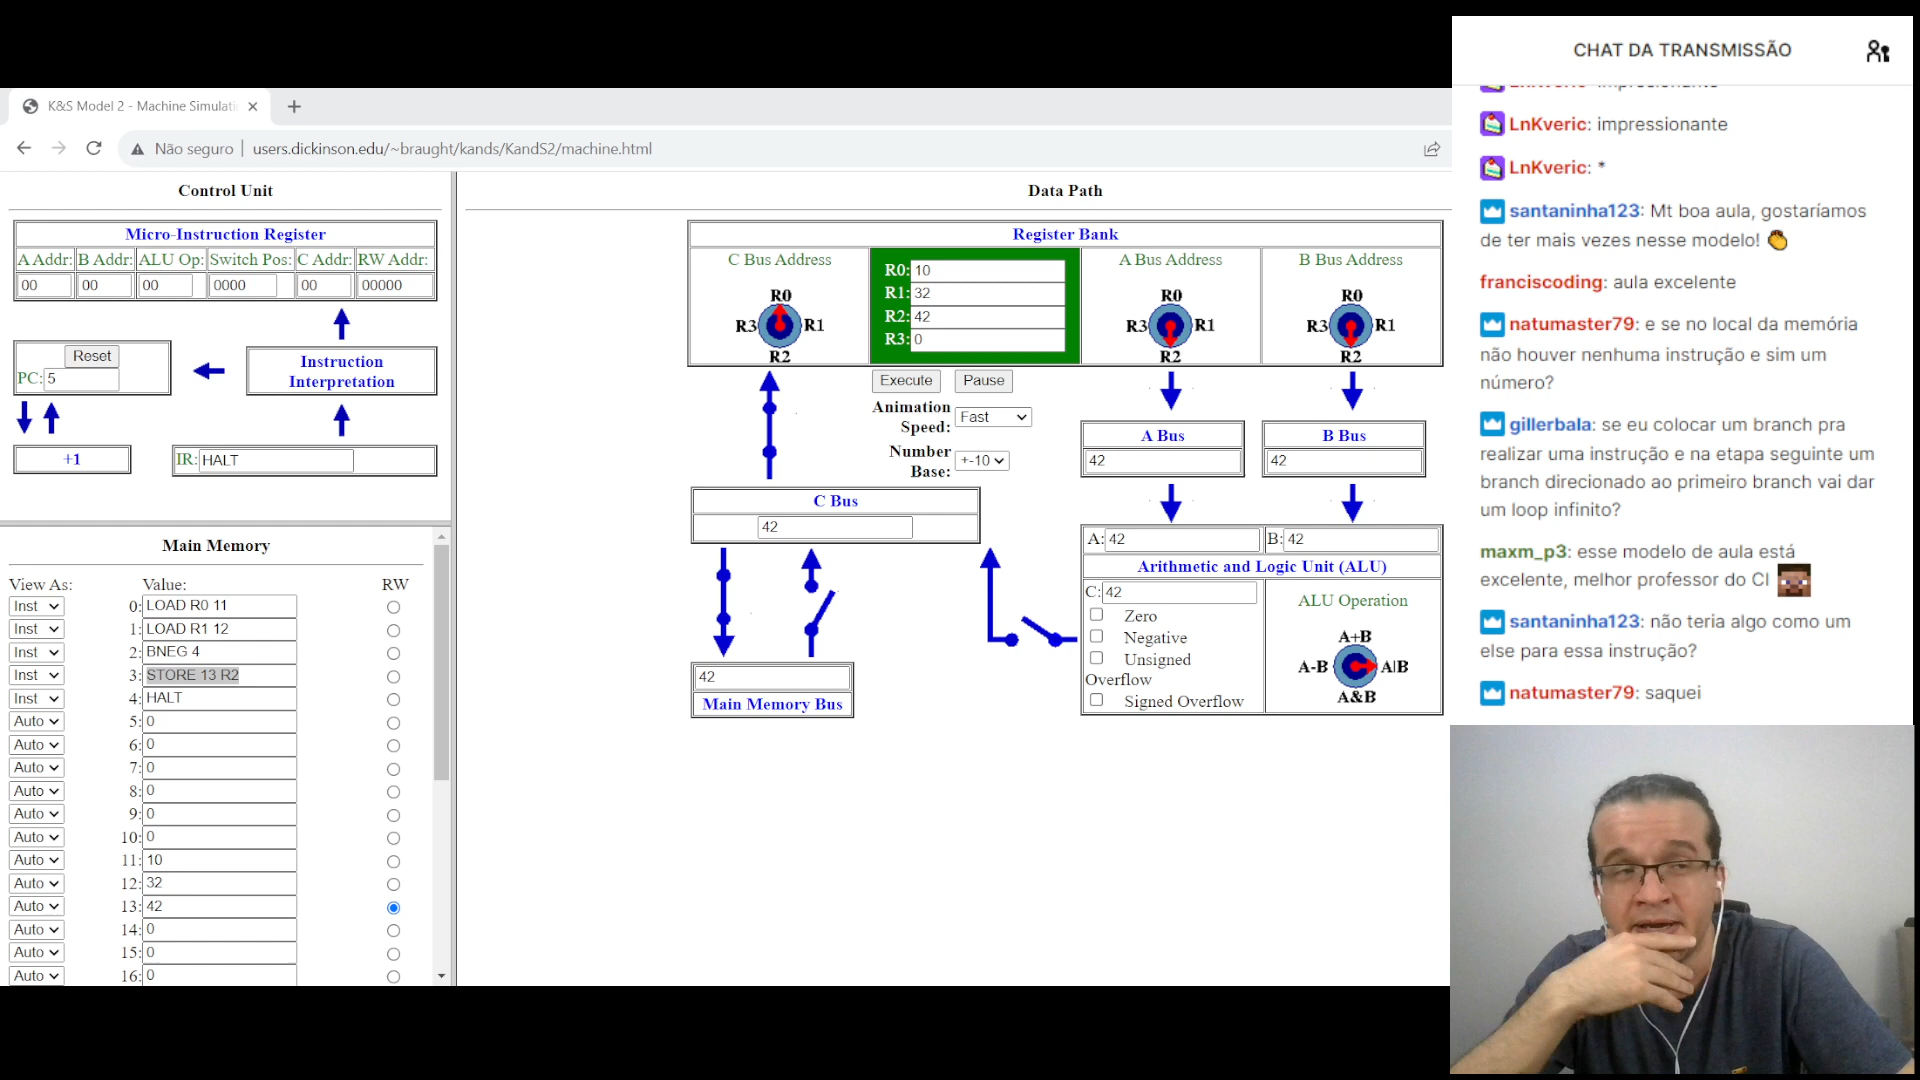 K&S Model 2 - Machine Simulati
Não seguro | users.dickinson.edu/~braught/kands/KandS2/machine.html
Control Unit
Micro-Instruction Register
A Addr: B Addr: ALU Op: Switch Pos: C Addr: RW Addr:
00 00 00 0000 00 00000
Reset
PC: 5
Instruction
Interpretation
+1
IR: HALT
Main Memory
View As: Value: RW
Inst 0: LOAD R0 11
Inst 1: LOAD R1 12
Inst 2: BNEG 4
Inst 3: STORE 13 R2
Inst 4: HALT
Auto 5: 0
Auto 6: 0
Auto 7: 0
Auto 8: 0
Auto 9: 0
Auto 10: 0
Auto 11: 10
Auto 12: 32
Auto 13: 42
Auto 14: 0
Auto 15: 0
Auto 16: 0
Data Path
Register Bank
C Bus Address
R0
R3 R1
R2
R0: 10
R1: 32
R2: 42
R3: 0
A Bus Address
R0
R3 R1
R2
B Bus Address
R0
R3 R1
R2
Execute Pause
Animation
Speed: Fast
Number
Base: +-10
A Bus
42
B Bus
42
C Bus
42
42
Main Memory Bus
A: 42 B: 42
Arithmetic and Logic Unit (ALU)
C: 42
Zero
Negative
Unsigned
Overflow
Signed Overflow
ALU Operation
A+B
A-B A|B
A&B
CHAT DA TRANSMISSÃO
LnKveric: impressionante
LnKveric: *
santaninha123: Mt boa aula, gostaríamos
de ter mais vezes nesse modelo!
franciscoding: aula excelente
natumaster79: e se no local da memória
não houver nenhuma instrução e sim um
número?
gillerbala: se eu colocar um branch pra
realizar uma instrução e na etapa seguinte um
branch direcionado ao primeiro branch vai dar
um loop infinito?
maxm_p3: esse modelo de aula está
excelente, melhor professor do CI
santaninha123: não teria algo como um
else para essa instrução?
natumaster79: saquei